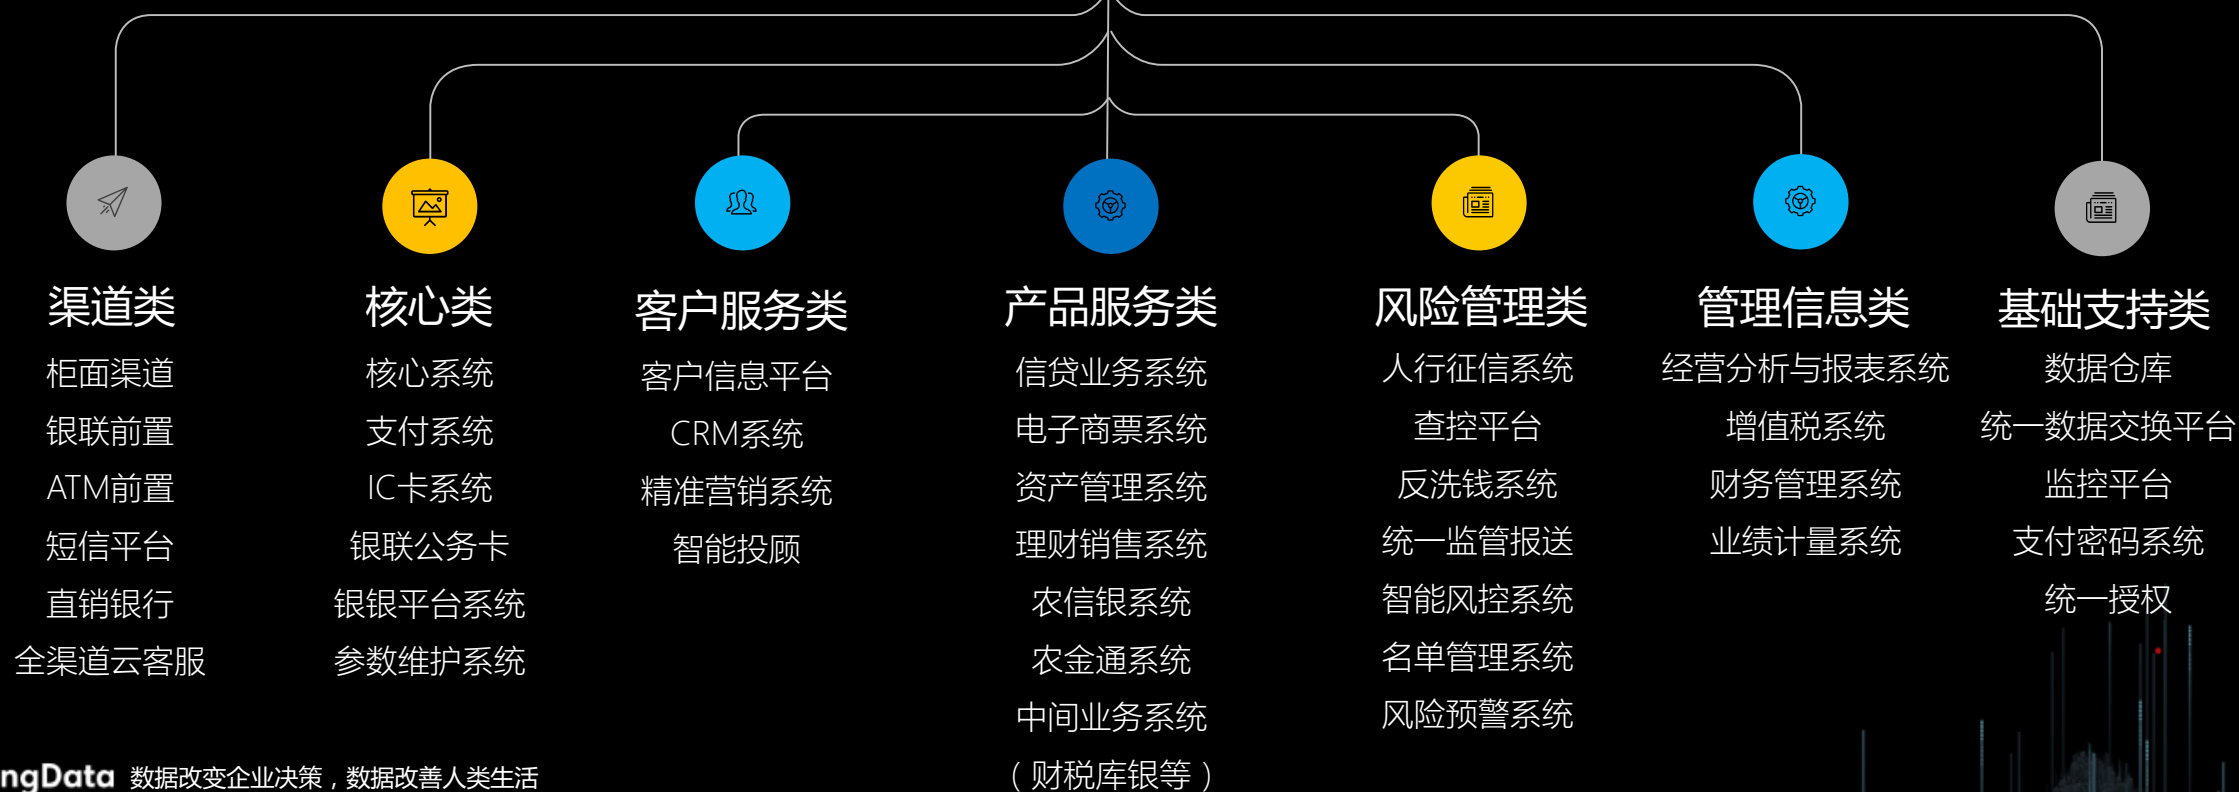 渠道类
柜面渠道
银联前置
ATM前置
短信平台
直销银行
全渠道云客服
核心类
核心系统
支付系统
IC卡系统
银联公务卡
银银平台系统
参数维护系统
客户服务类
客户信息平台
CRM系统
精准营销系统
智能投顾
产品服务类
信贷业务系统
电子商票系统
资产管理系统
理财销售系统
农信银系统
农金通系统
中间业务系统
（财税库银等）
风险管理类
人行征信系统
查控平台
反洗钱系统
统一监管报送
智能风控系统
名单管理系统
风险预警系统
管理信息类
经营分析与报表系统
增值税系统
财务管理系统
业绩计量系统
基础支持类
数据仓库
统一数据交换平台
监控平台
支付密码系统
统一授权
ngData 数据改变企业决策，数据改善人类生活